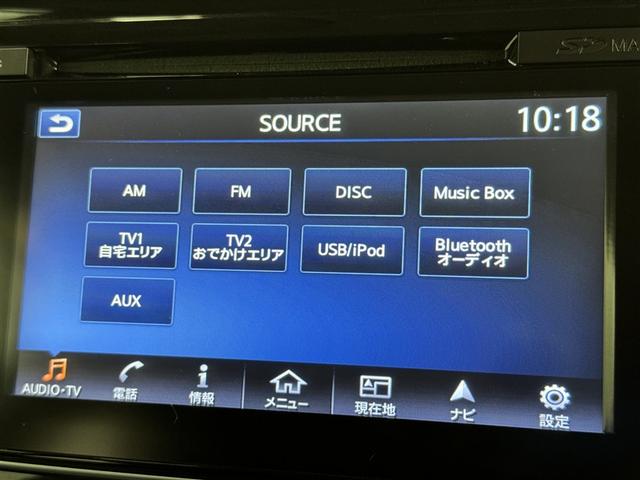 SD MA
SOURCE
10:18
AM
FM
DISC
Music Box
TV1
自宅エリア
TV2
おでかけエリア
USB/iPod
Bluetooth
オーディオ
AUX
AUDIO・TV
電話
情報
メニュー
現在地
ナビ
設定